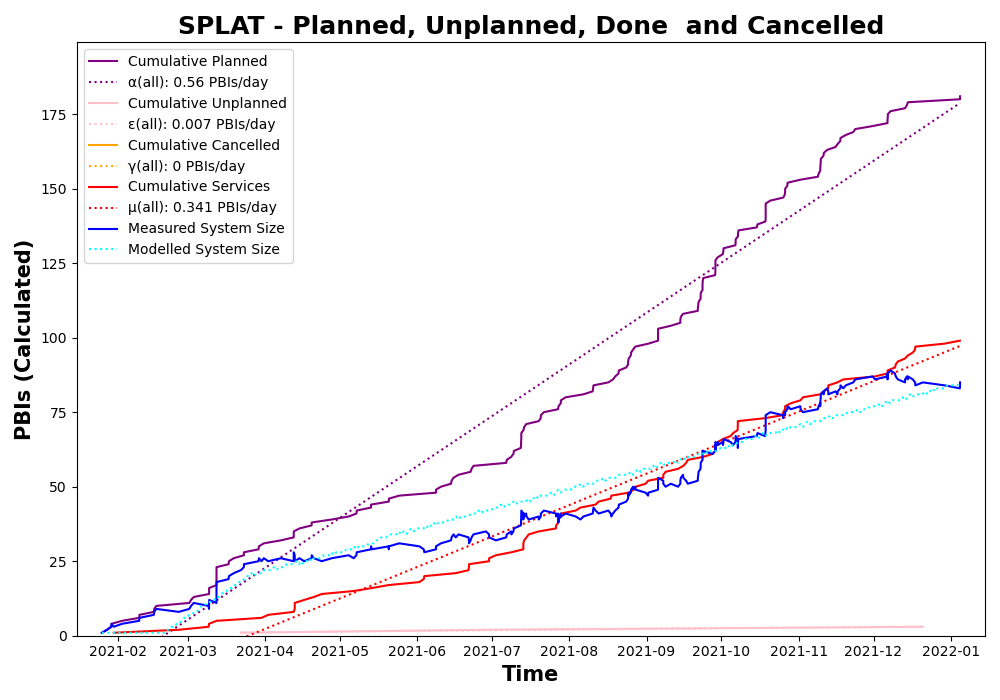 SPLAT - Planned, Unplanned, Done  and Cancelled
Cumulative Planned
α(all): 0.56 PBIs/day
Cumulative Unplanned
ε(all): 0.007 PBIs/day
Cumulative Cancelled
γ(all): 0 PBIs/day
Cumulative Services
μ(all): 0.341 PBIs/day
Measured System Size
Modelled System Size
PBIs (Calculated)
175
150
125
100
75
50
25
0
2021-02 2021-03 2021-04 2021-05 2021-06 2021-07 2021-08 2021-09 2021-10 2021-11 2021-12 2022-01
Time